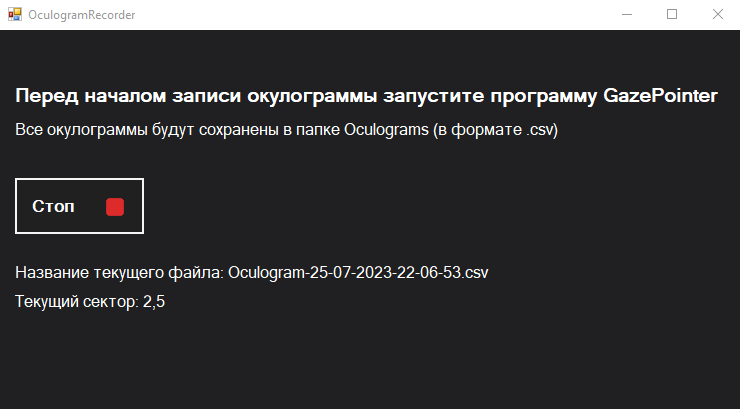 OculogramRecorder
Перед началом записи окулограммы запустите программу GazePointer
Все окулограммы будут сохранены в папке Oculograms (в формате .csv)
Стоп
Название текущего файла: Oculogram-25-07-2023-22-06-53.csv
Текущий сектор: 2,5